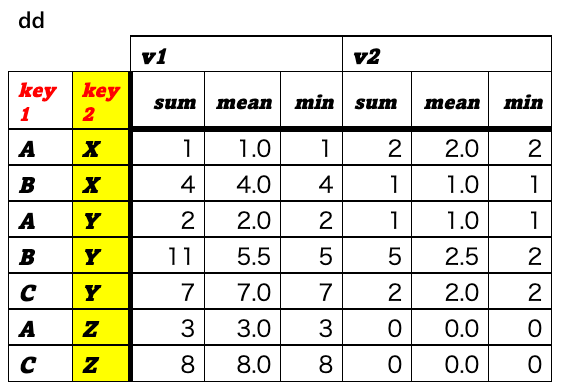 dd
v1 v2
key 1 key 2 sum mean min sum mean min
A X 1 1.0 1 2 2.0 2
B X 4 4.0 4 1 1.0 1
A Y 2 2.0 2 1 1.0 1
B Y 11 5.5 5 5 2.5 2
C Y 7 7.0 7 2 2.0 2
A Z 3 3.0 3 0 0.0 0
C Z 8 8.0 8 0 0.0 0